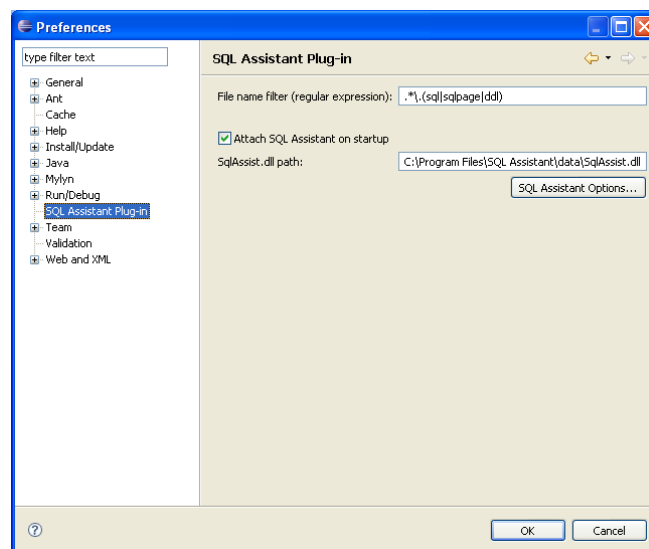 Preferences
type filter text
General
Ant
Cache
Help
Install/Update
Java
Mylyn
Run/Debug
SQL Assistant Plug-in
Team
Validation
Web and XML
SQL Assistant Plug-in
File name filter (regular expression): .*\.(sql|sqlpage|ddl)
Attach SQL Assistant on startup
SqlAssist.dll path: C:\Program Files\SQL Assistant\data\SqlAssist.dll
SQL Assistant Options...
OK Cancel